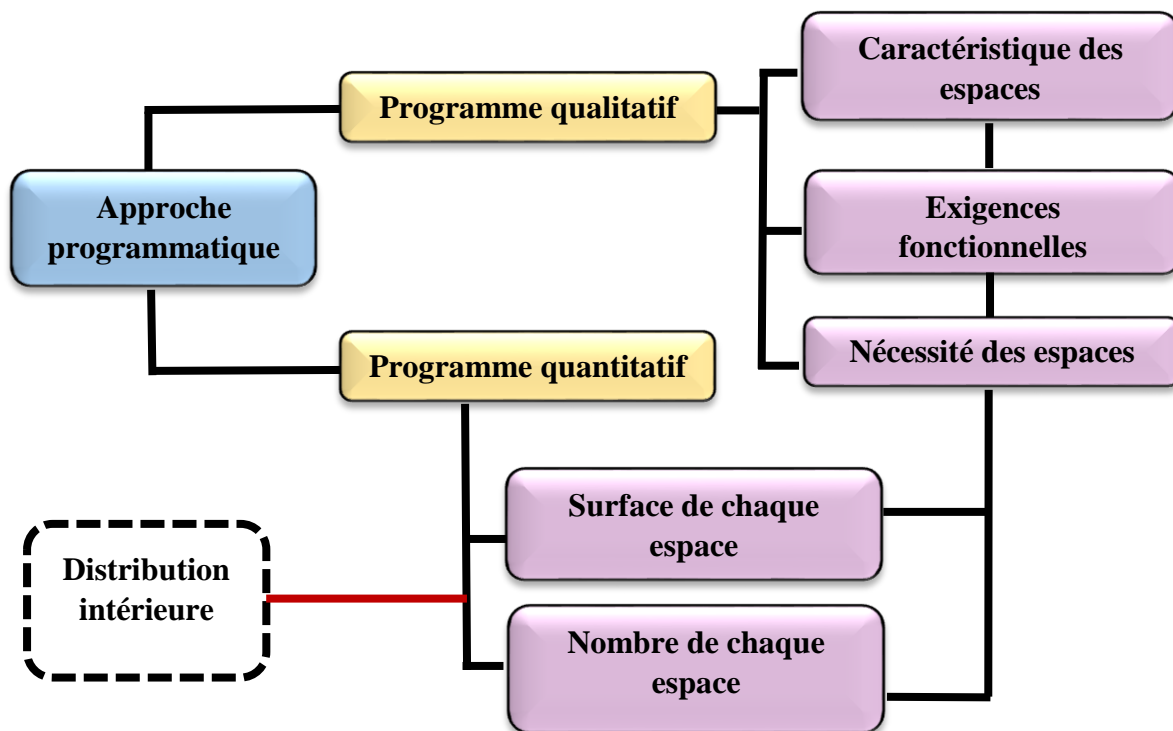 Caractéristique des
espaces
Programme qualitatif
Approche
programmatique
Exigences
fonctionnelles
Nécessité des espaces
Programme quantitatif
Surface de chaque
espace
Distribution
intérieure
Nombre de chaque
espace